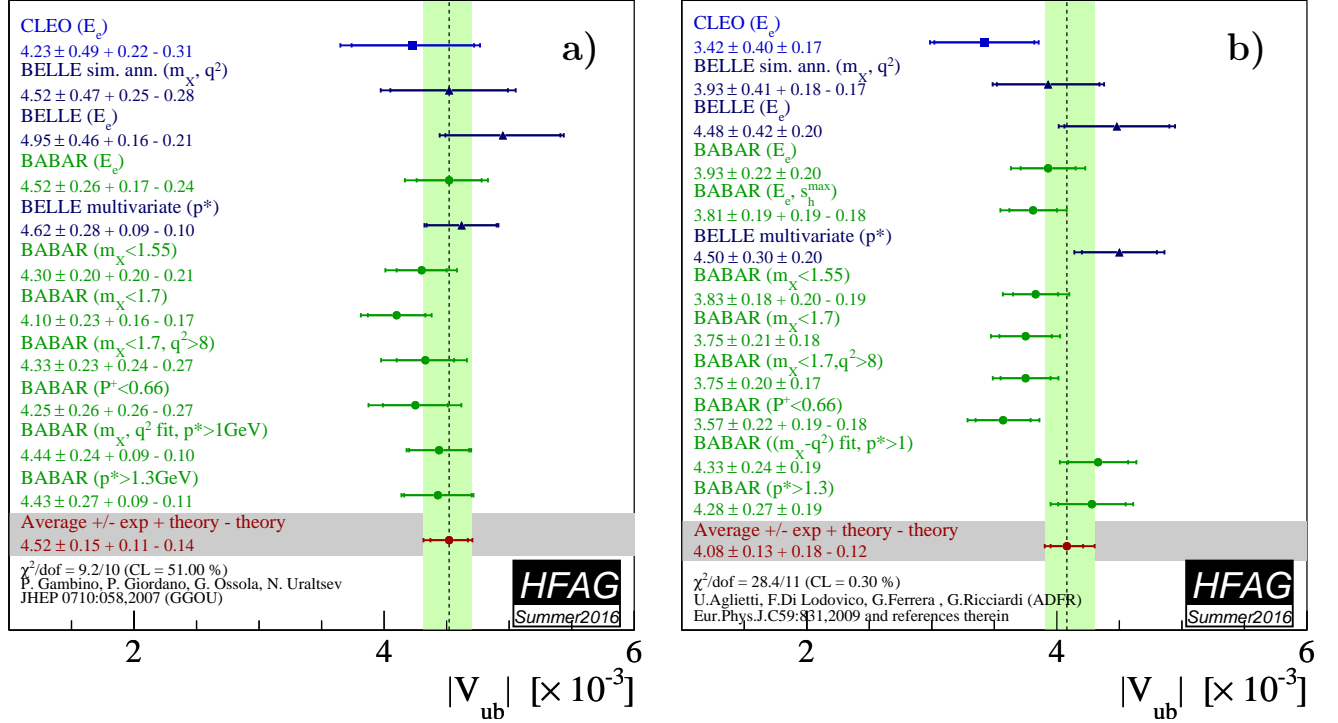 a)
CLEO (E_e)
4.23 ± 0.49 + 0.22 - 0.31
BELLE sim. ann. (m_X, q²)
4.52 ± 0.47 + 0.25 - 0.28
BELLE (E_e)
4.95 ± 0.46 + 0.16 - 0.21
BABAR (E_e)
4.52 ± 0.26 + 0.17 - 0.24
BELLE multivariate (p*)
4.62 ± 0.28 + 0.09 - 0.10
BABAR (m_X<1.55)
4.30 ± 0.20 + 0.20 - 0.21
BABAR (m_X<1.7)
4.10 ± 0.23 + 0.16 - 0.17
BABAR (m_X<1.7, q²>8)
4.33 ± 0.23 + 0.24 - 0.27
BABAR (P⁺<0.66)
4.25 ± 0.26 + 0.26 - 0.27
BABAR (m_X, q² fit, p*>1GeV)
4.44 ± 0.24 + 0.09 - 0.10
BABAR (p*>1.3GeV)
4.43 ± 0.27 + 0.09 - 0.11
Average +/- exp + theory - theory
4.52 ± 0.15 + 0.11 - 0.14
χ²/dof = 9.2/10 (CL = 51.00 %)
P. Gambino, P. Giordano, G. Ossola, N. Uraltsev
JHEP 0710:058,2007 (GGOU)
HFAG
Summer2016
2 4 6
|V_ub| [× 10⁻³]
b)
CLEO (E_e)
3.42 ± 0.40 ± 0.17
BELLE sim. ann. (m_X, q²)
3.93 ± 0.41 + 0.18 - 0.17
BELLE (E_e)
4.48 ± 0.42 ± 0.20
BABAR (E_e)
3.93 ± 0.22 ± 0.20
BABAR (E_e, s_h^max)
3.81 ± 0.19 + 0.19 - 0.18
BELLE multivariate (p*)
4.50 ± 0.30 ± 0.20
BABAR (m_X<1.55)
3.83 ± 0.18 + 0.20 - 0.19
BABAR (m_X<1.7)
3.75 ± 0.21 ± 0.18
BABAR (m_X<1.7,q²>8)
3.75 ± 0.20 ± 0.17
BABAR (P⁺<0.66)
3.57 ± 0.22 + 0.19 - 0.18
BABAR ((m_X-q²) fit, p*>1)
4.33 ± 0.24 ± 0.19
BABAR (p*>1.3)
4.28 ± 0.27 ± 0.19
Average +/- exp + theory - theory
4.08 ± 0.13 + 0.18 - 0.12
χ²/dof = 28.4/11 (CL = 0.30 %)
U.Aglietti, F.Di Lodovico, G.Ferrera , G.Ricciardi (ADFR)
Eur.Phys.J.C59:831,2009 and references therein
HFAG
Summer2016
2 4 6
|V_ub| [× 10⁻³]